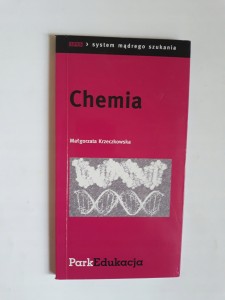 > system mądrego szukania
Chemia
Małgorzata Krzeczkowska
ParkEdukacja